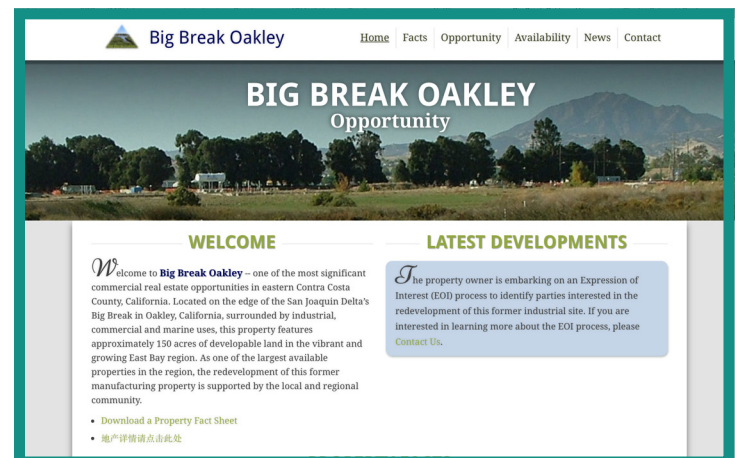 Big Break Oakley
Home Facts Opportunity Availability News Contact
BIG BREAK OAKLEY
Opportunity
WELCOME
Welcome to Big Break Oakley – one of the most significant
commercial real estate opportunities in eastern Contra Costa
County, California. Located on the edge of the San Joaquin Delta's
Big Break in Oakley, California, surrounded by industrial,
commercial and marine uses, this property features
approximately 150 acres of developable land in the vibrant and
growing East Bay region. As one of the largest available
properties in the region, the redevelopment of this former
manufacturing property is supported by the local and regional
community.
• Download a Property Fact Sheet
• 地产详情请点击此处
LATEST DEVELOPMENTS
The property owner is embarking on an Expression of
Interest (EOI) process to identify parties interested in the
redevelopment of this former industrial site. If you are
interested in learning more about the EOI process, please
Contact Us.